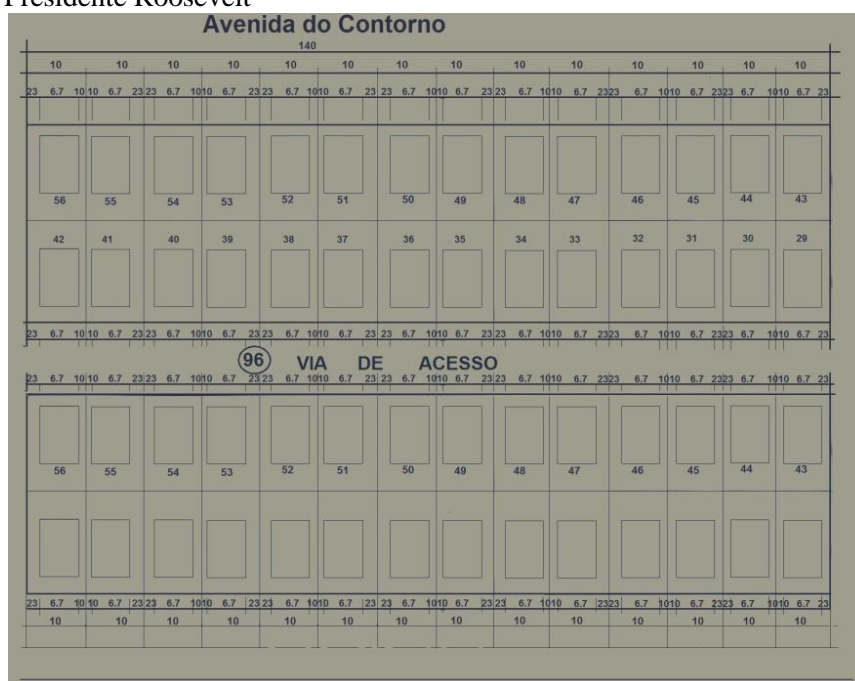 Presidente Roosevelt
Avenida do Contorno
140
10 10 10 10 10 10 10 10 10 10 10 10 10 10
23 6.7 10 10 6.7 23 23 6.7 10 10 6.7 23 23 6.7 10 10 6.7 23 23 6.7 10 10 6.7 23 23 6.7 10 10 6.7 23 23 6.7 10 10 6.7 23 23 6.7 10 10 6.7 23
56 55 54 53 52 51 50 49 48 47 46 45 44 43
42 41 40 39 38 37 36 35 34 33 32 31 30 29
23 6.7 10 10 6.7 23 23 6.7 10 10 6.7 23 23 6.7 10 10 6.7 23 23 6.7 10 10 6.7 23 23 6.7 10 10 6.7 23 23 6.7 10 10 6.7 23 23 6.7 10 10 6.7 23
96 VIA DE ACESSO
23 6.7 10 10 6.7 23 23 6.7 10 10 6.7 23 23 6.7 10 10 6.7 23 23 6.7 10 10 6.7 23 23 6.7 10 10 6.7 23 23 6.7 10 10 6.7 23 23 6.7 10 10 6.7 23
56 55 54 53 52 51 50 49 48 47 46 45 44 43
23 6.7 10 10 6.7 23 23 6.7 10 10 6.7 23 23 6.7 10 10 6.7 23 23 6.7 10 10 6.7 23 23 6.7 10 10 6.7 23 23 6.7 10 10 6.7 23 23 6.7 10 10 6.7 23
10 10 10 10 10 10 10 10 10 10 10 10 10 10